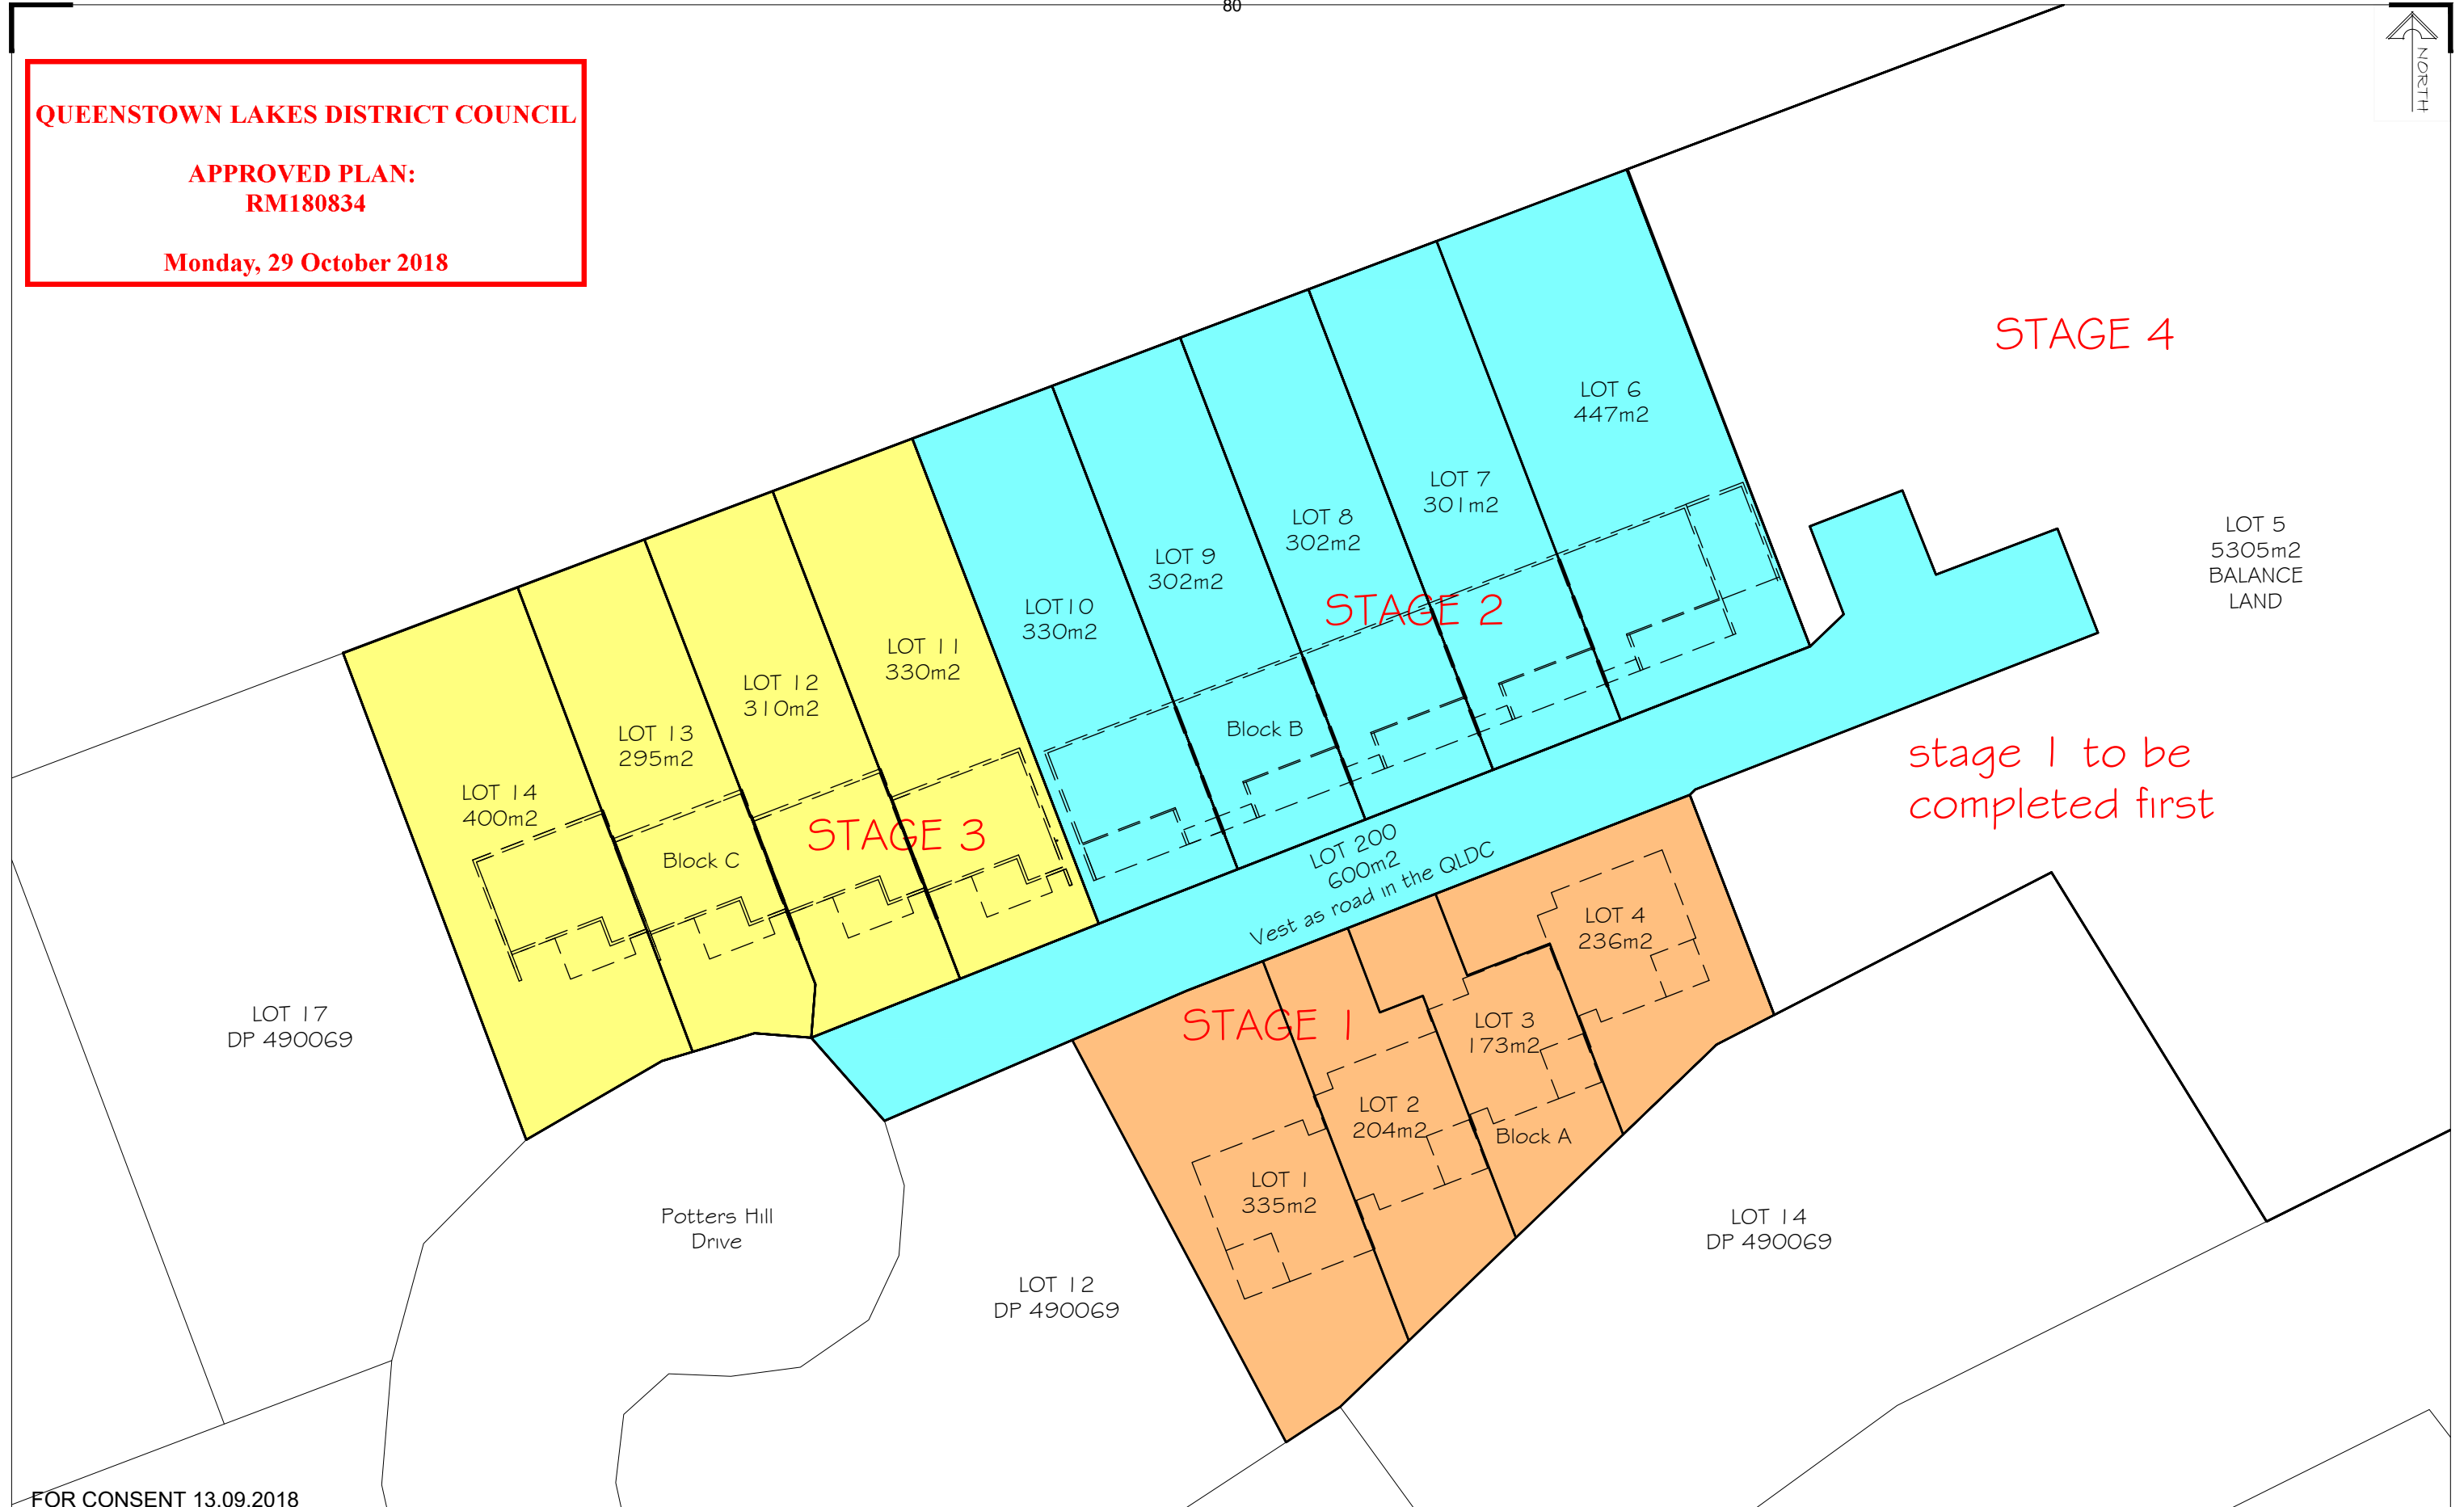 80
NORTH
QUEENSTOWN LAKES DISTRICT COUNCIL
APPROVED PLAN:
RM180834
Monday, 29 October 2018
STAGE 4
LOT 6
447m2
LOT 7
301m2
LOT 8
302m2
LOT 9
302m2
LOT10
330m2
STAGE 2
Block B
LOT 5
5305m2
BALANCE
LAND
LOT 11
330m2
LOT 12
310m2
LOT 13
295m2
LOT 14
400m2
STAGE 3
Block C
stage 1 to be
completed first
LOT 200
600m2
Vest as road in the QLDC
LOT 4
236m2
LOT 3
173m2
STAGE 1
LOT 2
204m2
Block A
LOT 1
335m2
LOT 17
DP 490069
Potters Hill
Drive
LOT 12
DP 490069
LOT 14
DP 490069
FOR CONSENT 13.09.2018